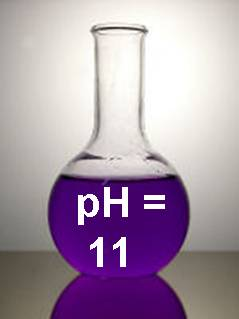 pH =
11